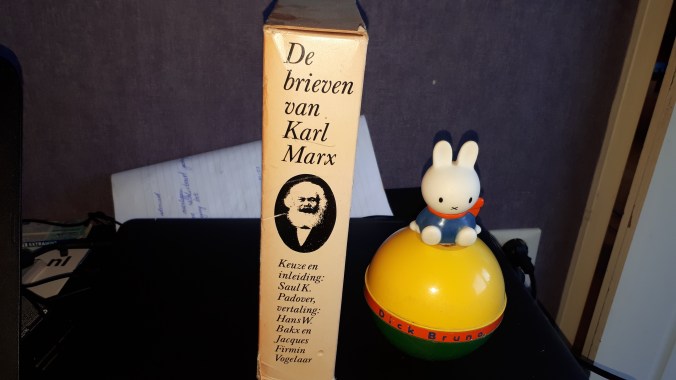 De
brieven
van
Karl
Marx
Keuze en
inleiding:
Saul K.
Padover,
vertaling:
Hans W.
Bakx en
Jacques
Firmin
Vogelaar
nl
Dick Bruna